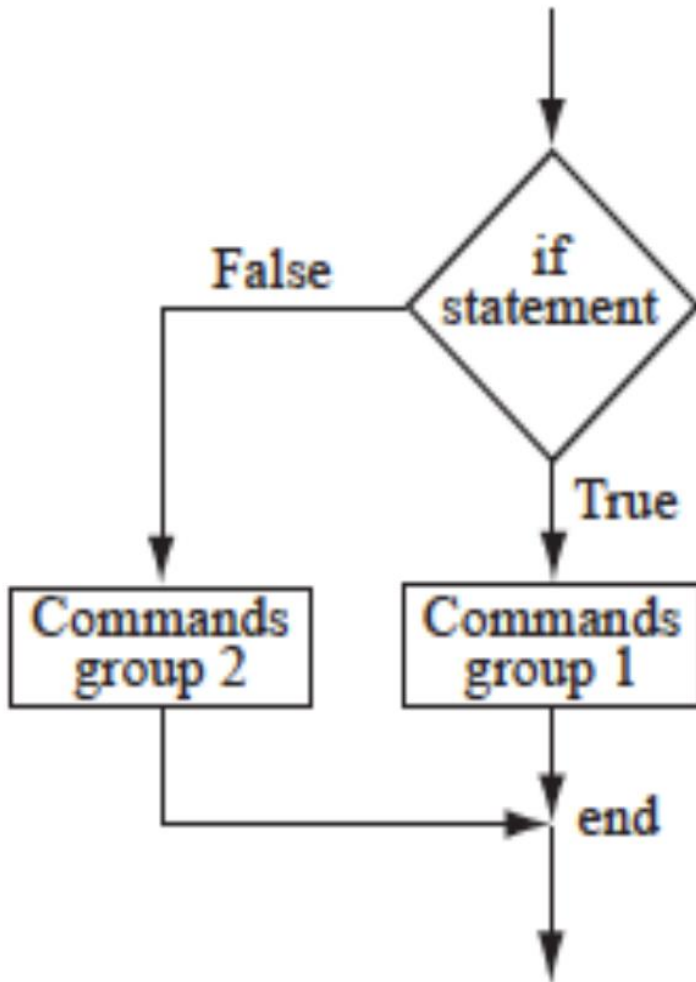 if
statement
False
True
Commands
group 2
Commands
group 1
end